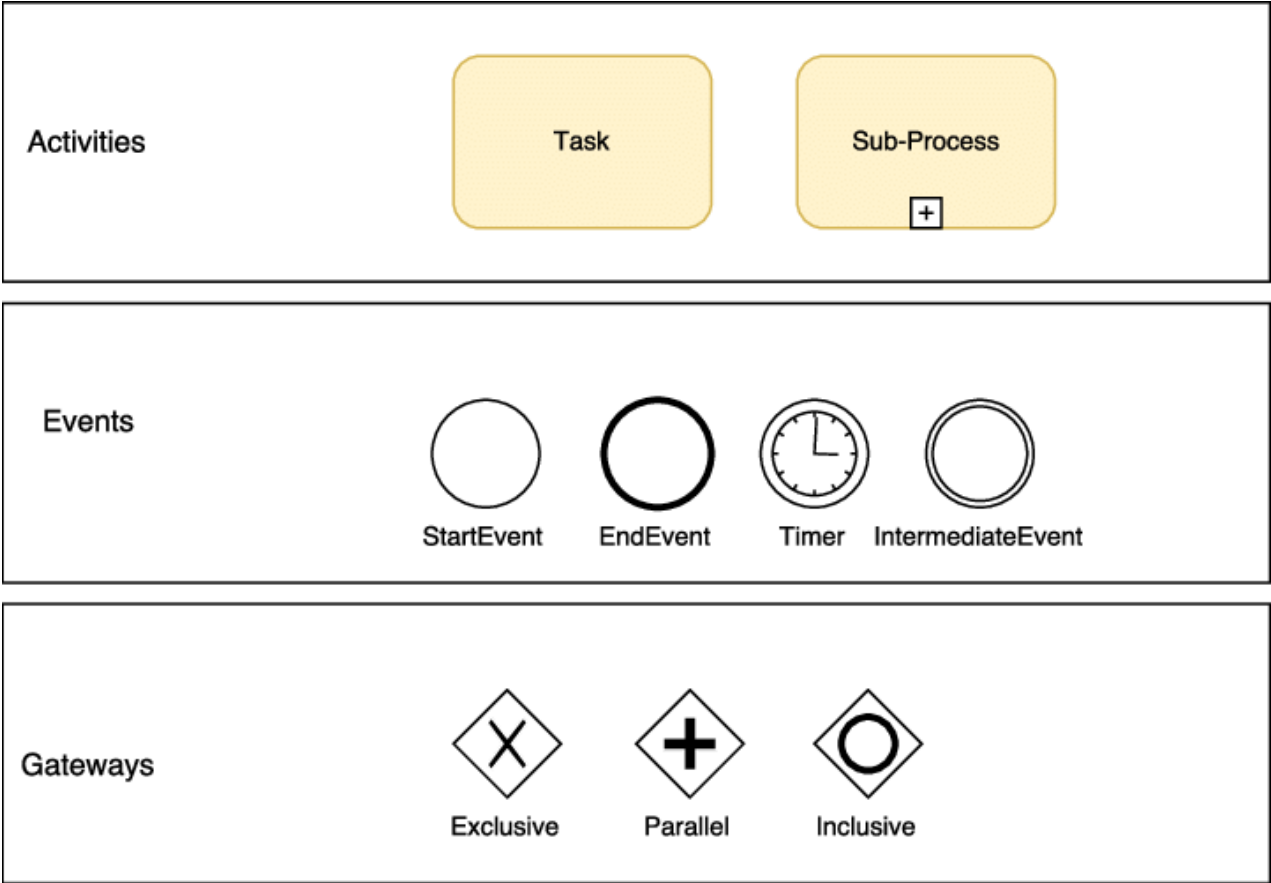 Activities
Task
Sub-Process
+
Events
StartEvent
EndEvent
Timer
IntermediateEvent
Gateways
Exclusive
Parallel
Inclusive